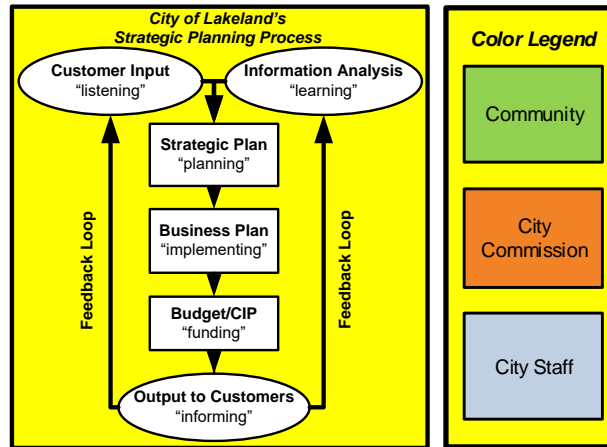 City of Lakeland's
Strategic Planning Process
Customer Input
"listening"
Information Analysis
"learning"
Strategic Plan
"planning"
Business Plan
"implementing"
Budget/CIP
"funding"
Output to Customers
"informing"
Feedback Loop
Feedback Loop
Color Legend
Community
City
Commission
City Staff